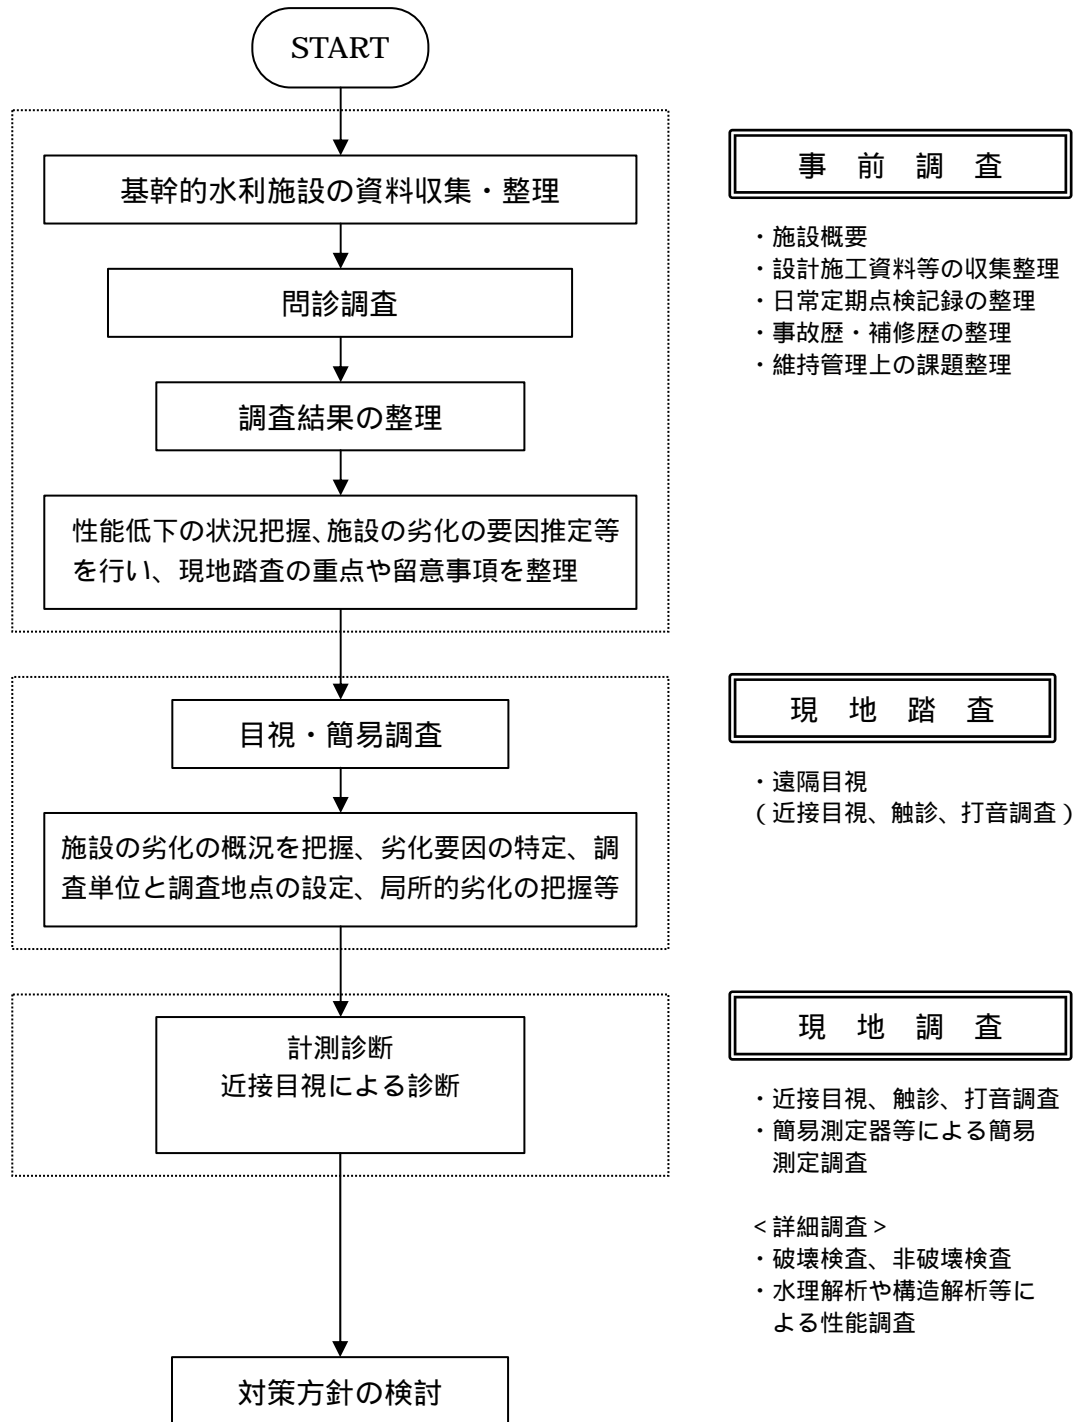 START
基幹的水利施設の資料収集・整理
問診調査
調査結果の整理
性能低下の状況把握、施設の劣化の要因推定等
を行い、現地踏査の重点や留意事項を整理
事 前 調 査
・施設概要
・設計施工資料等の収集整理
・日常定期点検記録の整理
・事故歴・補修歴の整理
・維持管理上の課題整理
目視・簡易調査
施設の劣化の概況を把握、劣化要因の特定、調
査単位と調査地点の設定、局所的劣化の把握等
現 地 踏 査
・遠隔目視
(近接目視、触診、打音調査)
計測診断
近接目視による診断
現 地 調 査
・近接目視、触診、打音調査
・簡易測定器等による簡易
測定調査
<詳細調査>
・破壊検査、非破壊検査
・水理解析や構造解析等に
よる性能調査
対策方針の検討